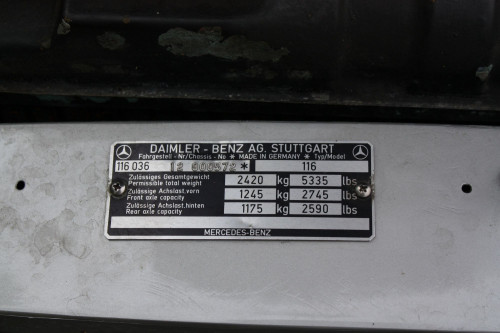 DAIMLER - BENZ AG. STUTTGART
Fahrgestell - Nr/Chassis - No * MADE IN GERMANY * Typ/Model
116 036 12 * 116
Zulässiges Gesamtgewicht
Permissible total weight 2420 kg 5335 lbs
Zulässige Achslast.vorn
Front axle capacity 1245 kg 2745 lbs
Zulässige Achslast.hinten
Rear axle capacity 1175 kg 2590 lbs
MERCEDES-BENZ